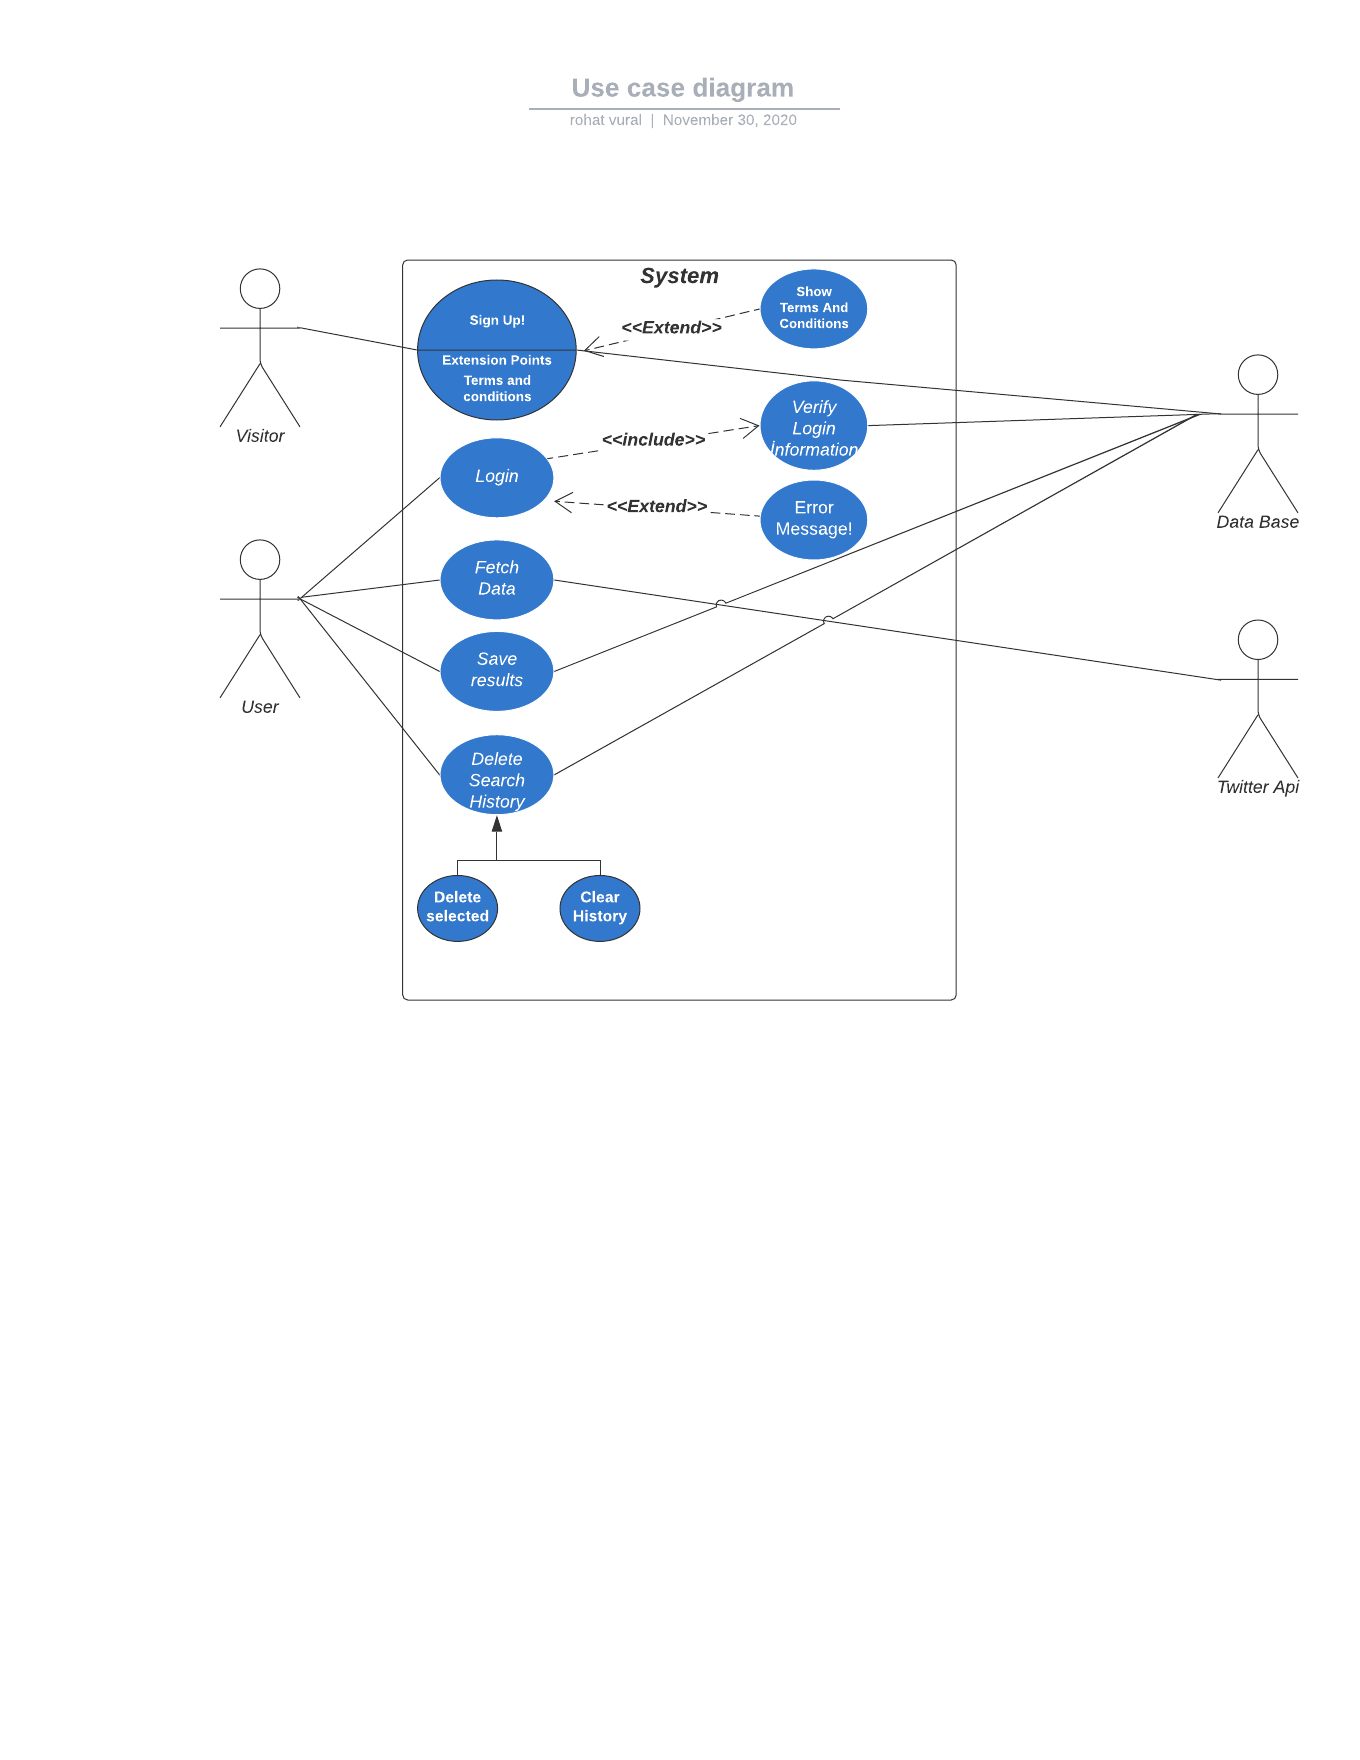 Use case diagram
rohat vural | November 30, 2020
System
Sign Up!
Extension Points
Terms and
conditions
<<Extend>>
Show
Terms And
Conditions
Visitor
Login
<<include>>
Verify
Login
İnformation
<<Extend>>
Error
Message!
Data Base
Fetch
Data
Save
results
User
Delete
Search
History
Twitter Api
Delete
selected
Clear
History